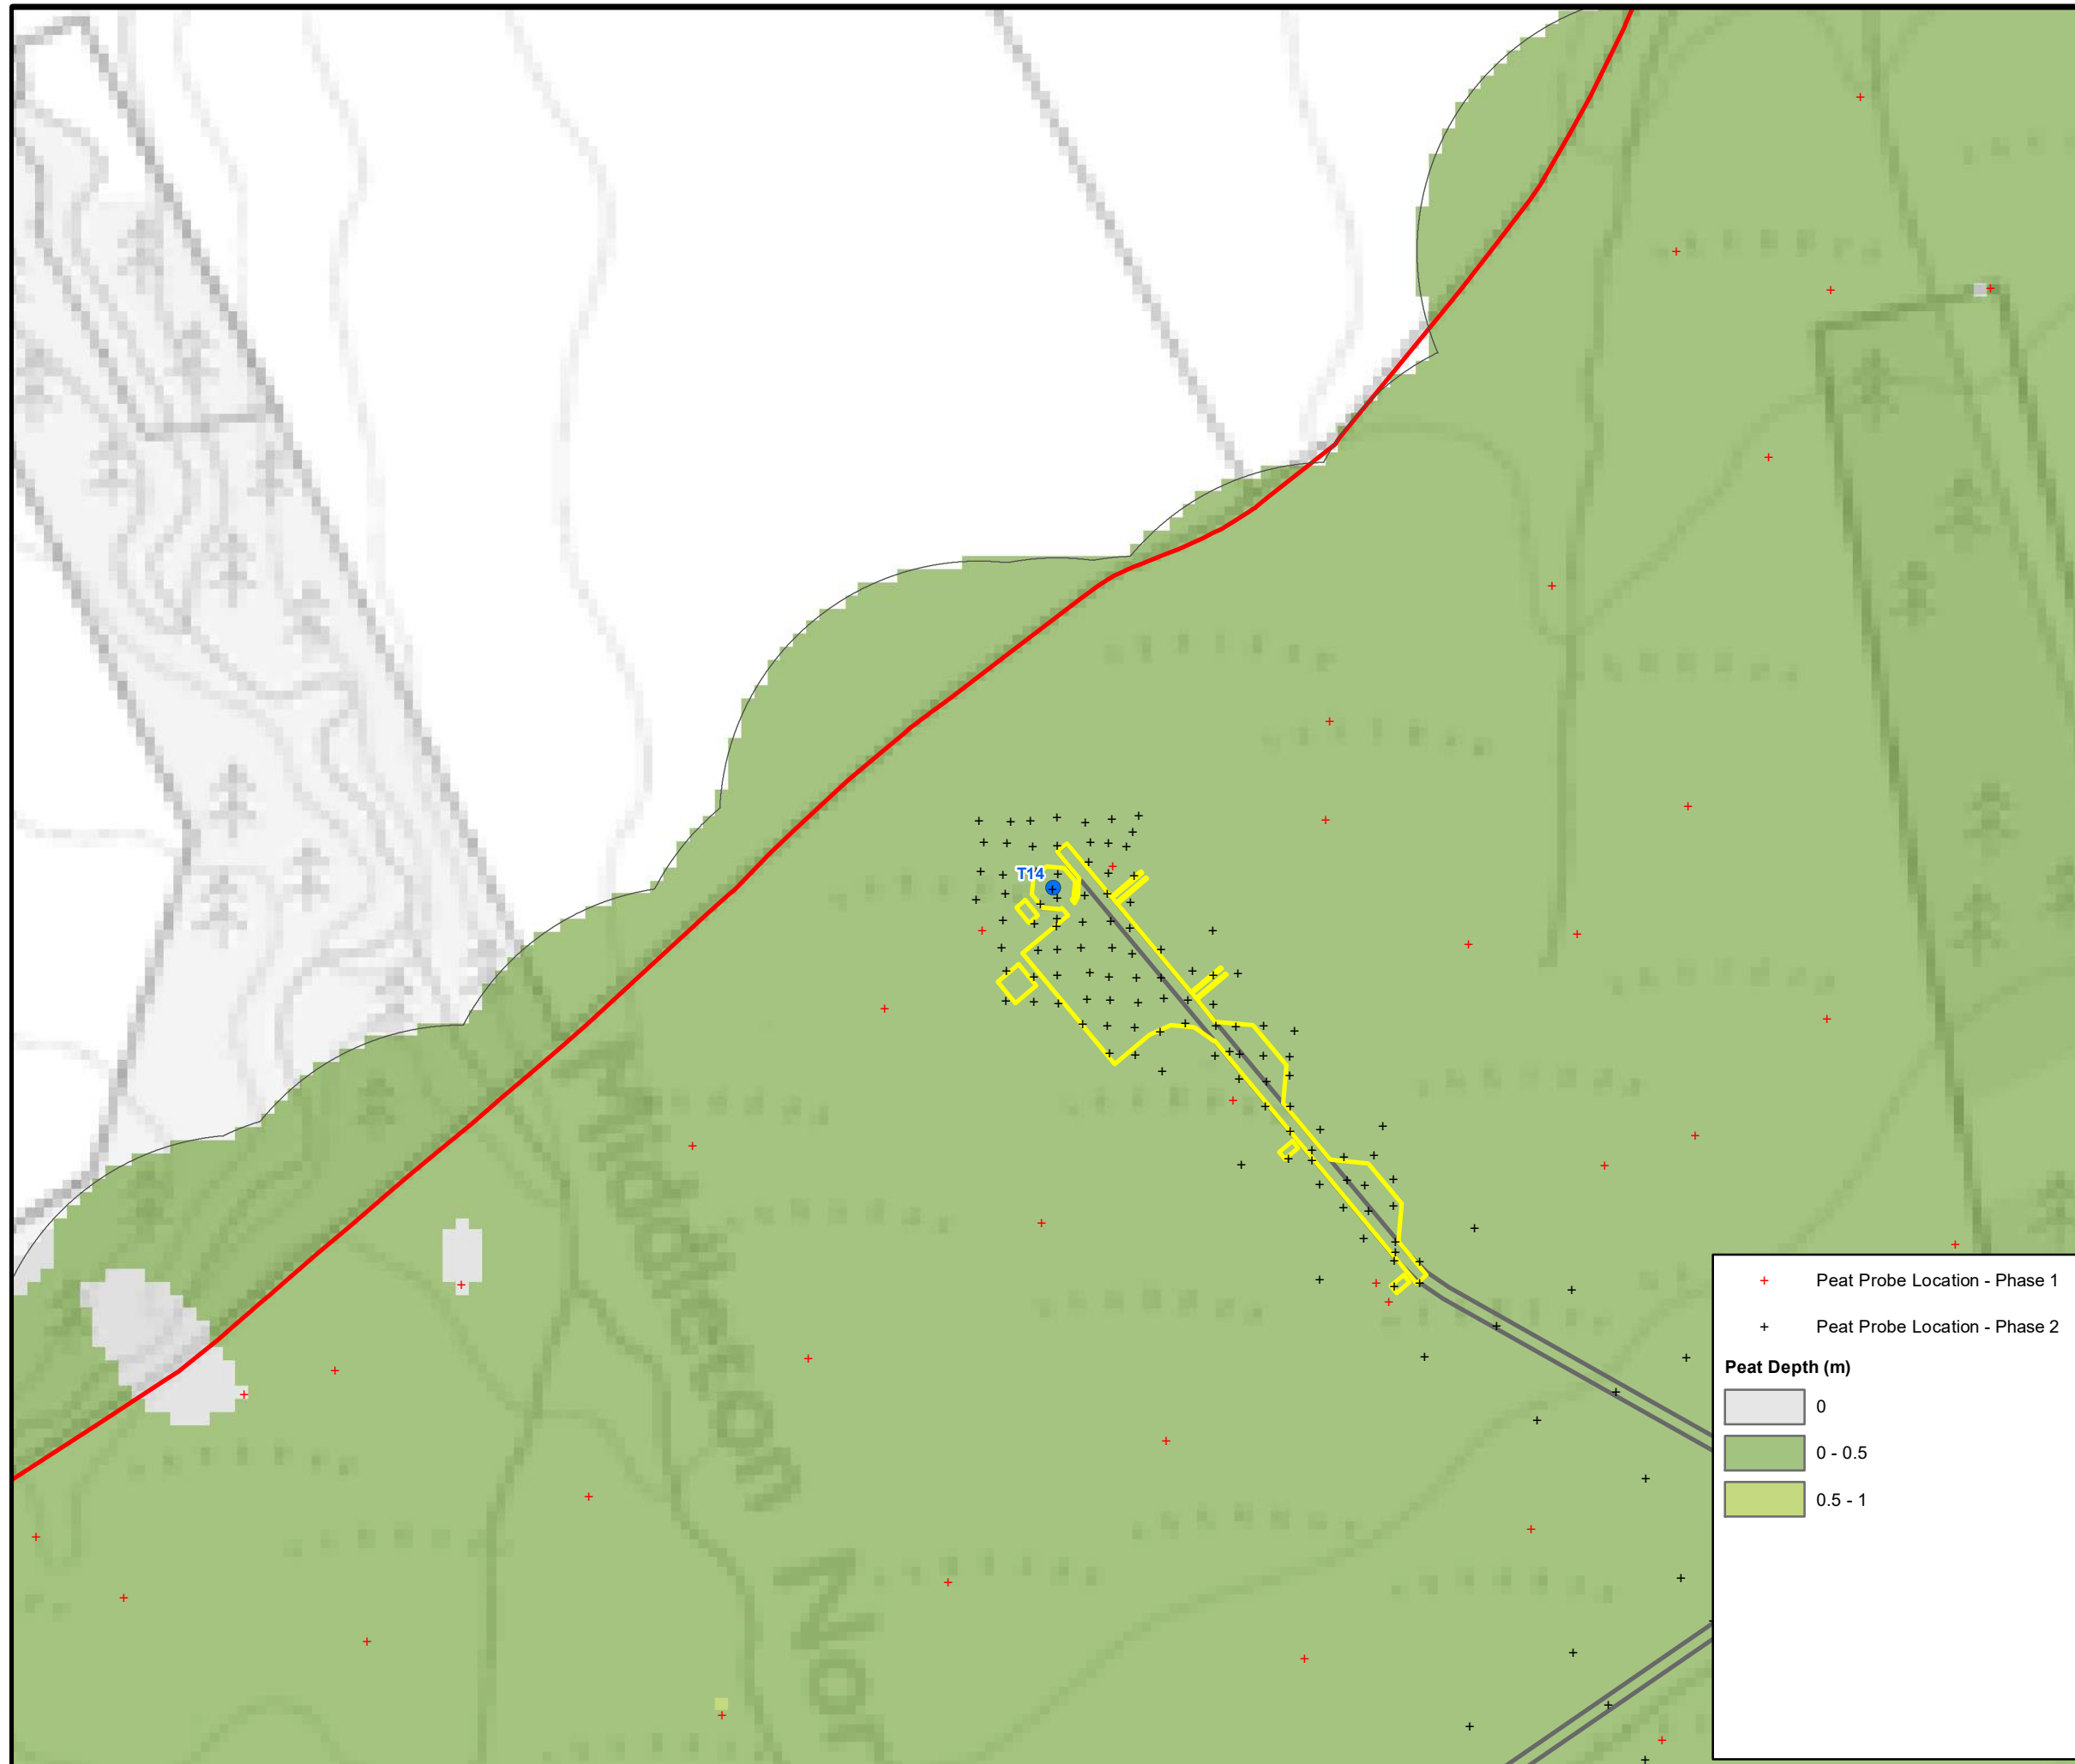 T14
Middleton
Nor
Peat Probe Location - Phase 1
Peat Probe Location - Phase 2
Peat Depth (m)
0
0 - 0.5
0.5 - 1